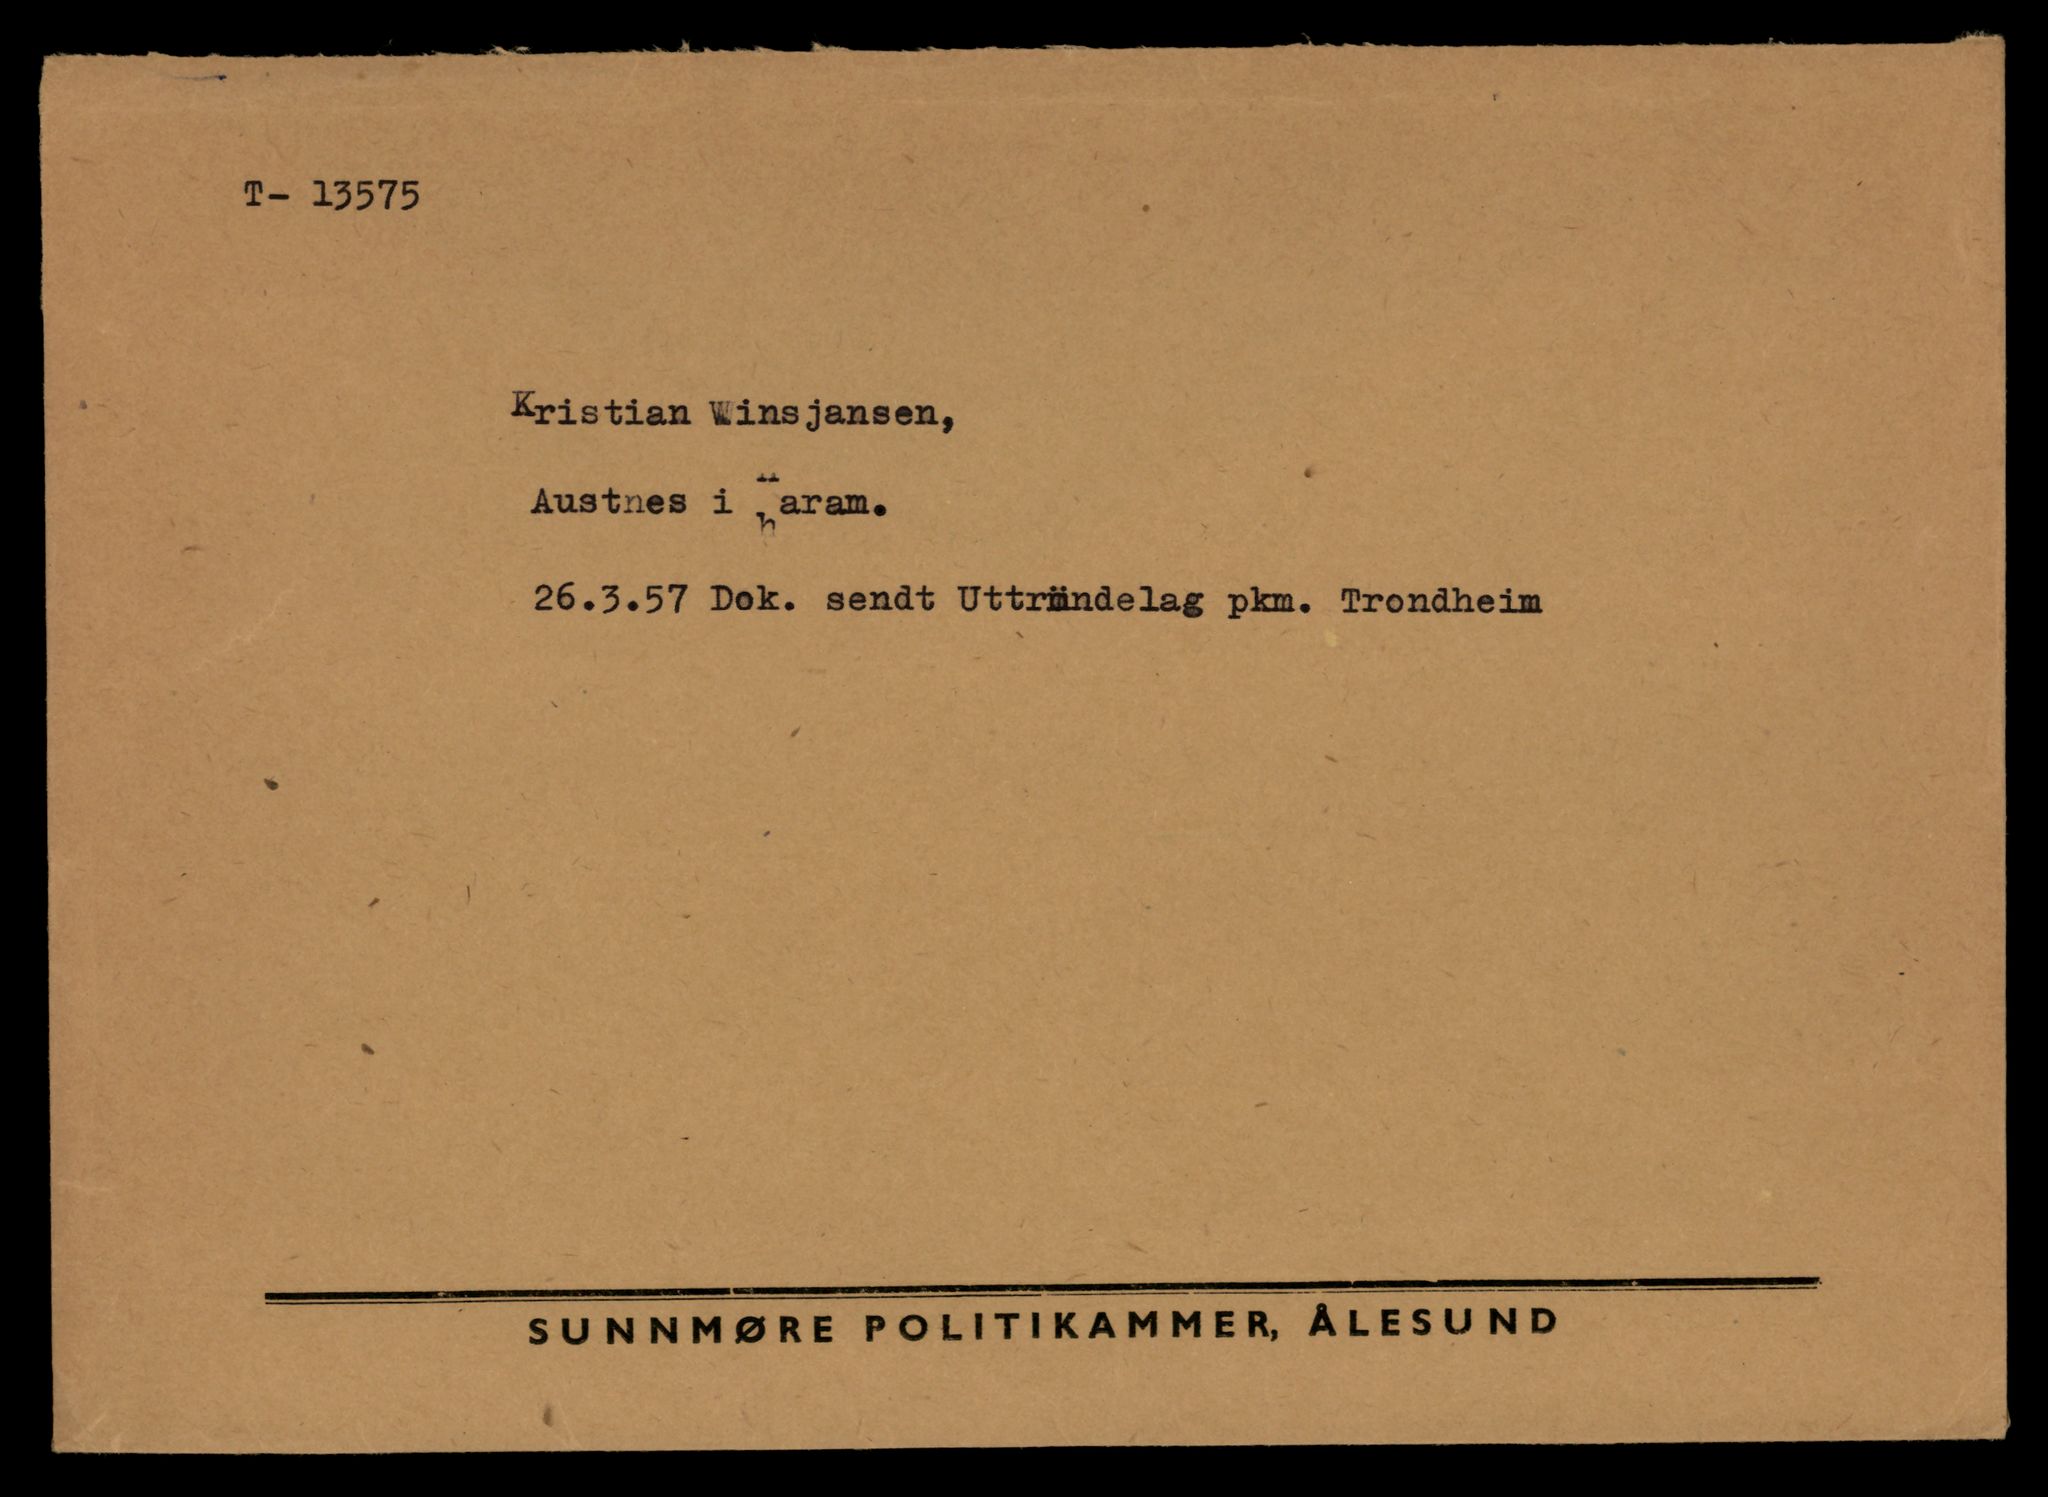 T- 13575
Kristian Winsjansen,
Austnes i Haram.
26.3.57 Dok. sendt Uttröndelag pkm. Trondheim
SUNNMØRE POLITIKAMMER, ÅLESUND